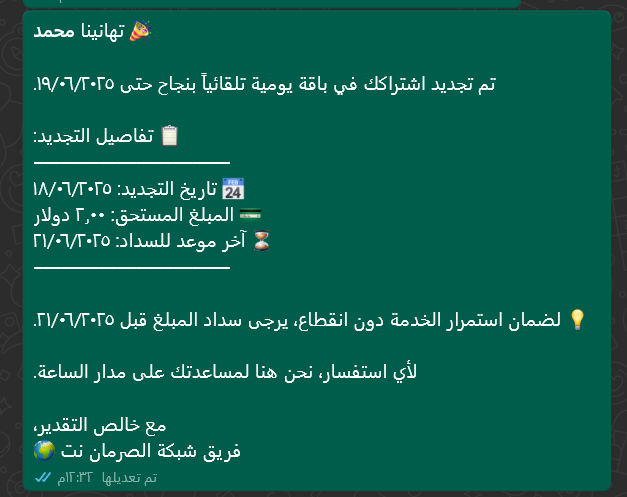 🎉 تهانينا محمد
تم تجديد اشتراكك في باقة يومية تلقائياً بنجاح حتى ١٩/٠٦/٢٠٢٥.
📋 تفاصيل التجديد:
📅 تاريخ التجديد: ١٨/٠٦/٢٠٢٥
💳 المبلغ المستحق: ٢,٠٠ دولار
⏳ آخر موعد للسداد: ٢١/٠٦/٢٠٢٥
💡 لضمان استمرار الخدمة دون انقطاع، يرجى سداد المبلغ قبل ٢١/٠٦/٢٠٢٥.
لأي استفسار، نحن هنا لمساعدتك على مدار الساعة.
مع خالص التقدير،
فريق شبكة الصرمان نت 🌍
تم تعديلها ١٢:٣٢م